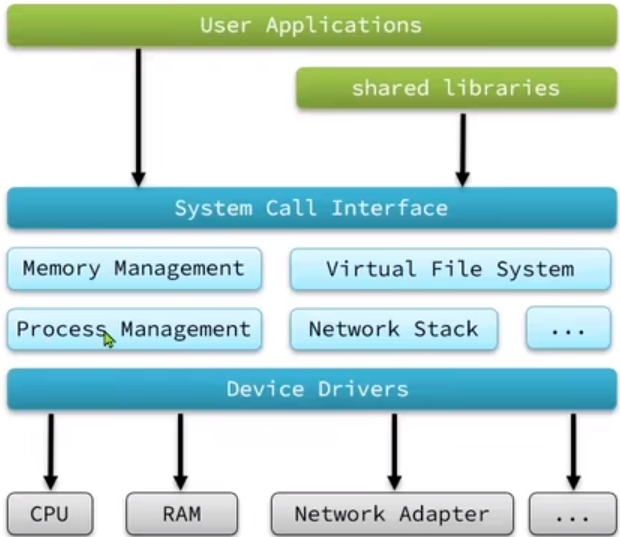 User Applications
shared libraries
System Call Interface
Memory Management
Virtual File System
Process Management
Network Stack
...
Device Drivers
CPU
RAM
Network Adapter
...